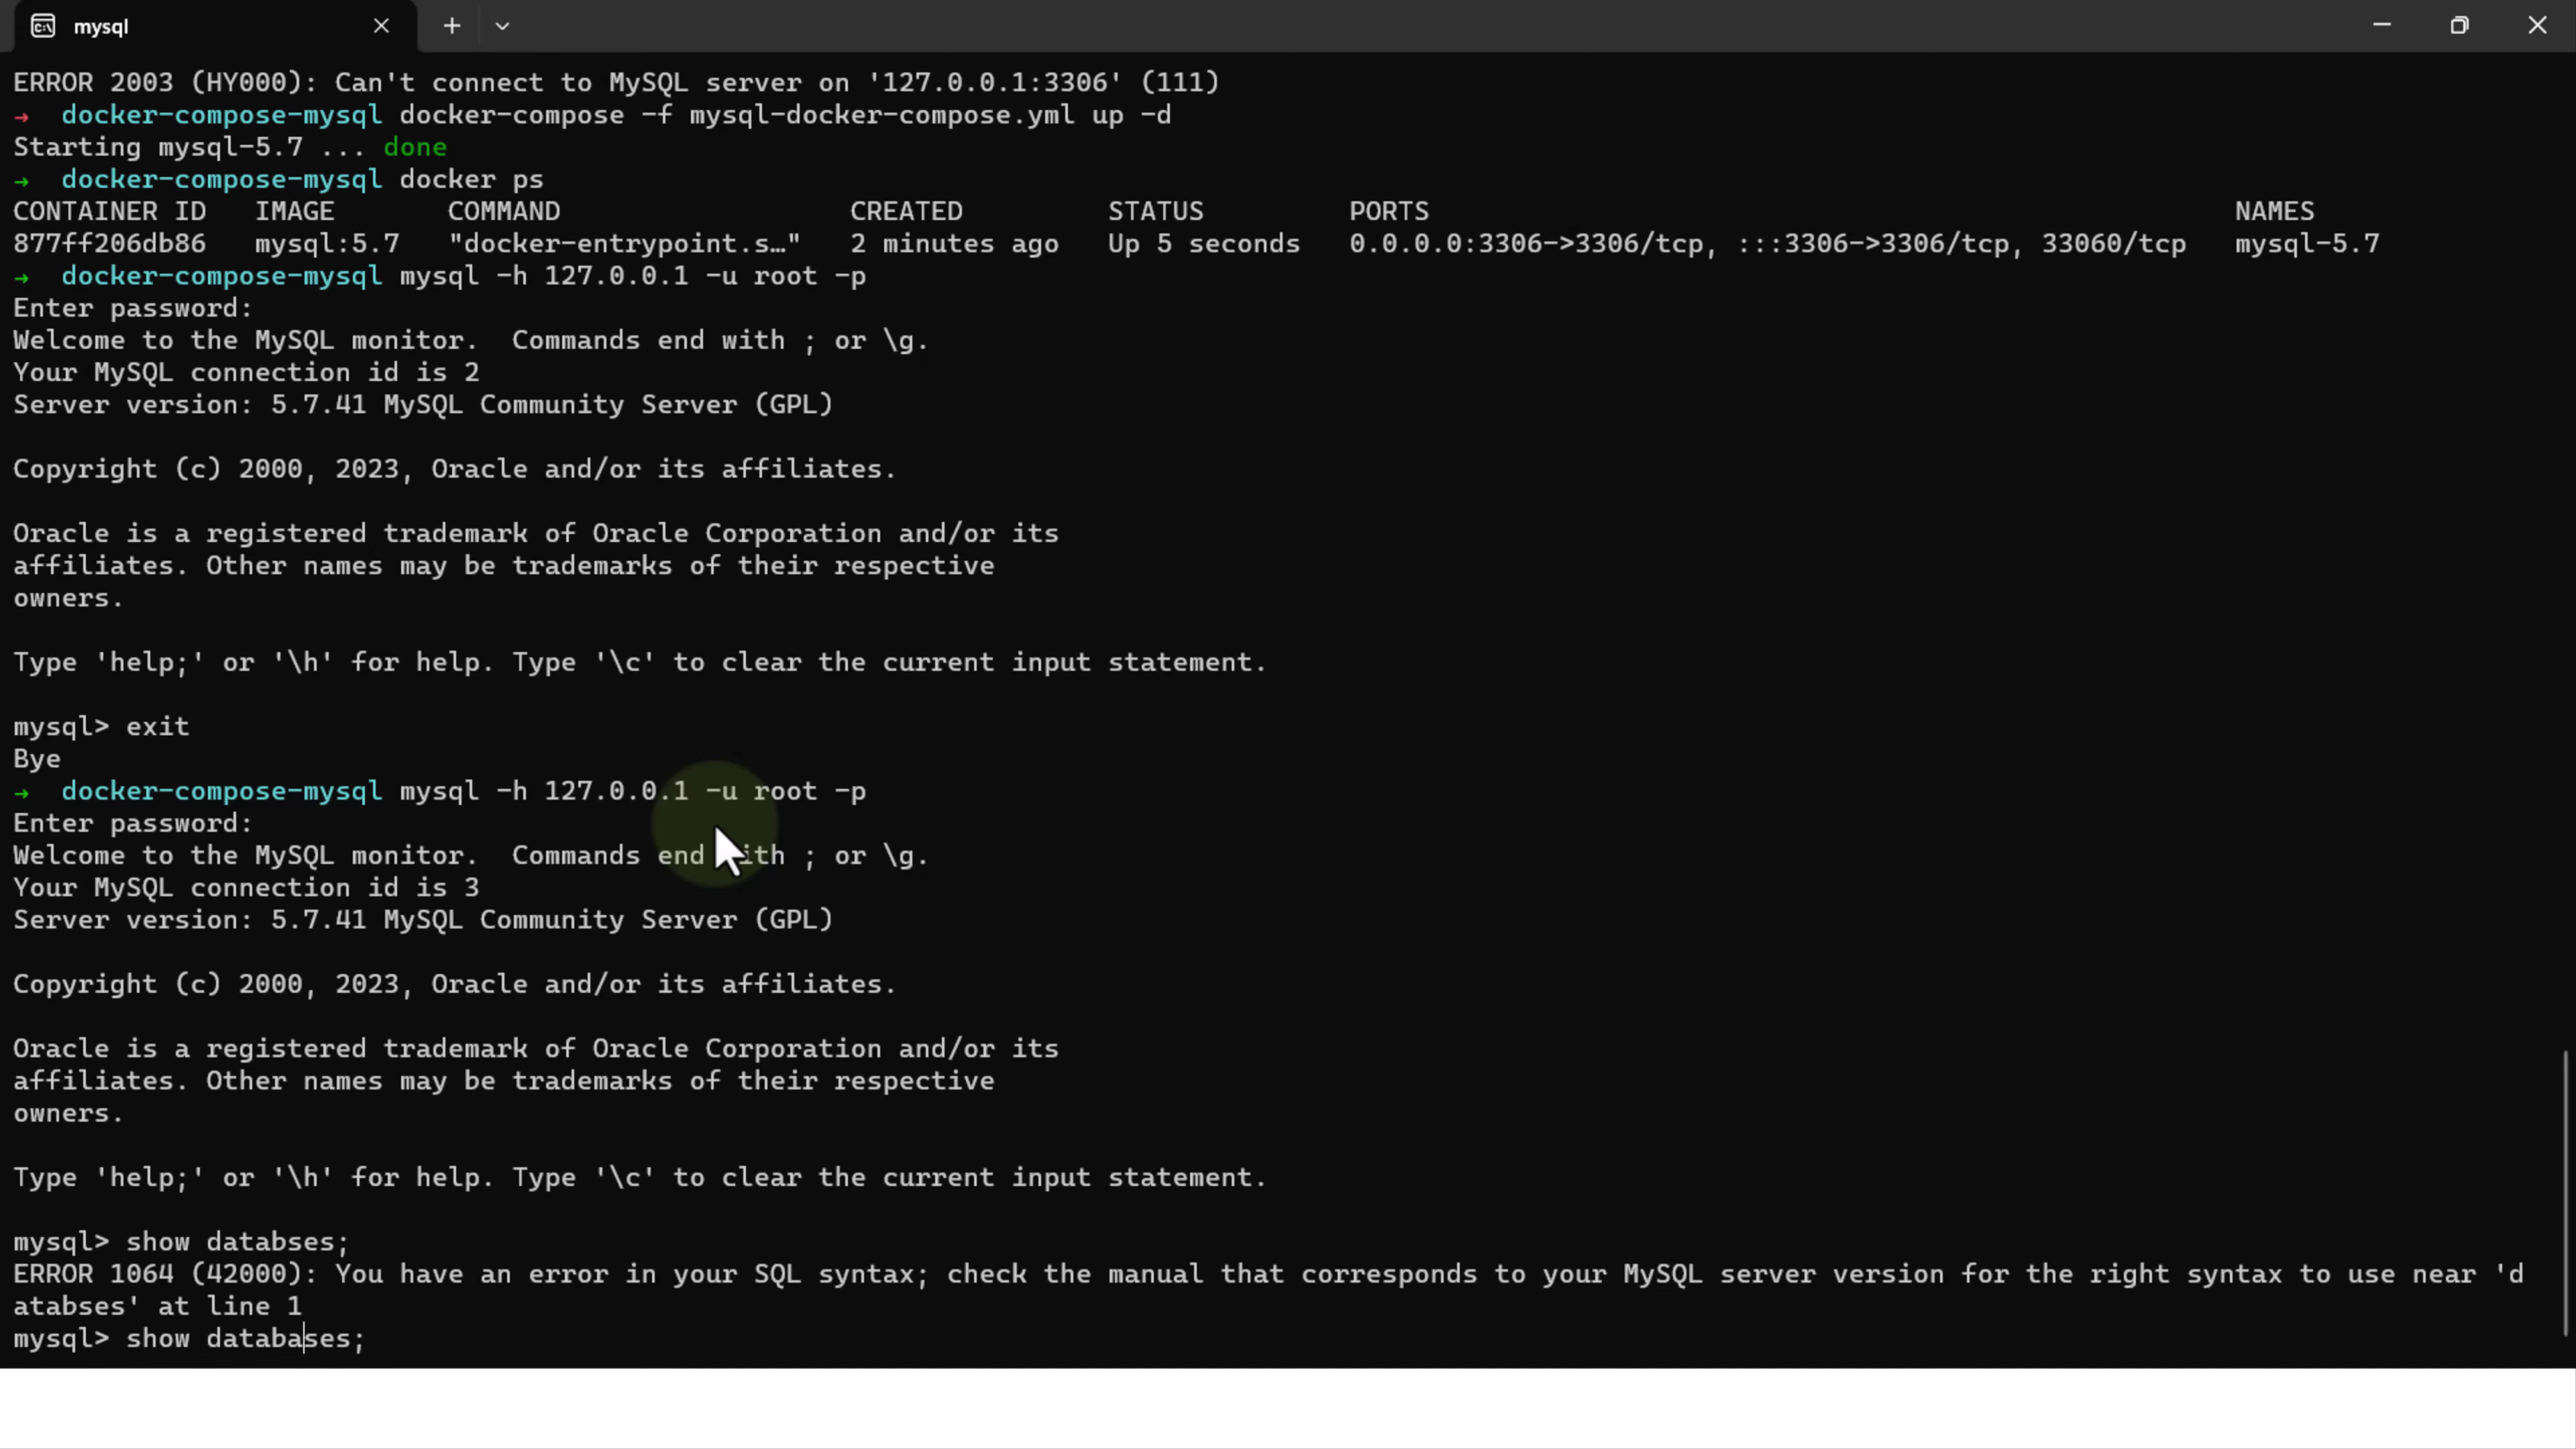 mysql
ERROR 2003 (HY000): Can't connect to MySQL server on '127.0.0.1:3306' (111)
→ docker-compose-mysql docker-compose -f mysql-docker-compose.yml up -d
Starting mysql-5.7 ... done
→ docker-compose-mysql docker ps
CONTAINER ID IMAGE COMMAND CREATED STATUS PORTS NAMES
877ff206db86 mysql:5.7 "docker-entrypoint.s…" 2 minutes ago Up 5 seconds 0.0.0.0:3306->3306/tcp, :::3306->3306/tcp, 33060/tcp mysql-5.7
→ docker-compose-mysql mysql -h 127.0.0.1 -u root -p
Enter password:
Welcome to the MySQL monitor. Commands end with ; or \g.
Your MySQL connection id is 2
Server version: 5.7.41 MySQL Community Server (GPL)
Copyright (c) 2000, 2023, Oracle and/or its affiliates.
Oracle is a registered trademark of Oracle Corporation and/or its
affiliates. Other names may be trademarks of their respective
owners.
Type 'help;' or '\h' for help. Type '\c' to clear the current input statement.
mysql> exit
Bye
→ docker-compose-mysql mysql -h 127.0.0.1 -u root -p
Enter password:
Welcome to the MySQL monitor. Commands end with ; or \g.
Your MySQL connection id is 3
Server version: 5.7.41 MySQL Community Server (GPL)
Copyright (c) 2000, 2023, Oracle and/or its affiliates.
Oracle is a registered trademark of Oracle Corporation and/or its
affiliates. Other names may be trademarks of their respective
owners.
Type 'help;' or '\h' for help. Type '\c' to clear the current input statement.
mysql> show databses;
ERROR 1064 (42000): You have an error in your SQL syntax; check the manual that corresponds to your MySQL server version for the right syntax to use near 'd
atabses' at line 1
mysql> show databases;